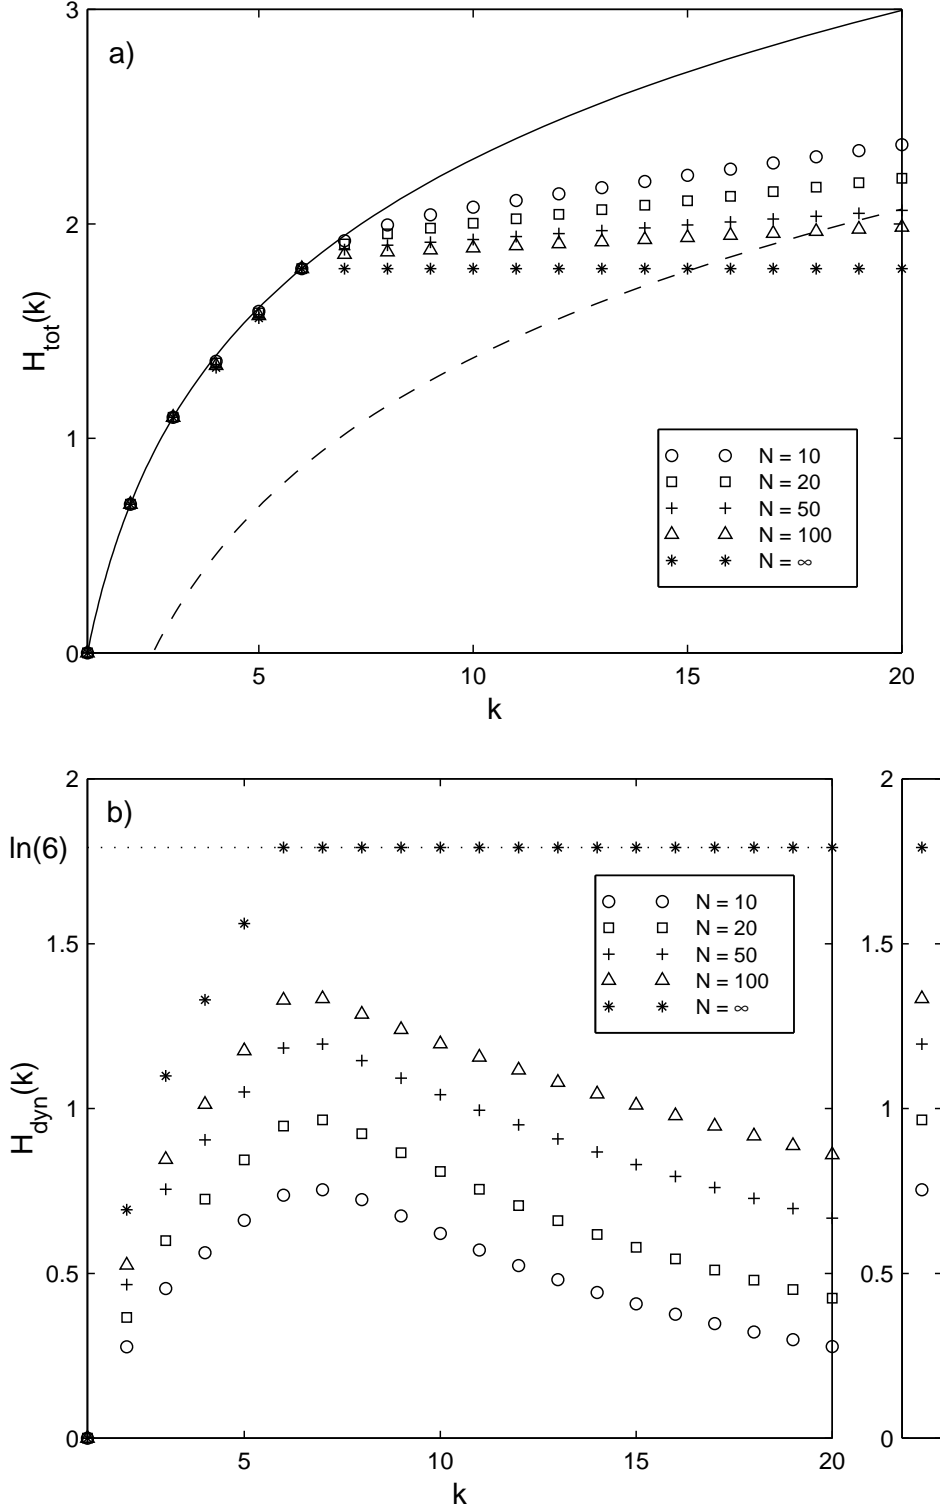 3
a)
2
H_tot(k)
1
N = 10
N = 20
N = 50
N = 100
N = ∞
0
5
10
15
20
k
2
2
b)
ln(6)
N = 10
N = 20
N = 50
N = 100
N = ∞
1.5
1.5
H_dyn(k)
1
1
0.5
0.5
0
0
5
10
15
20
k